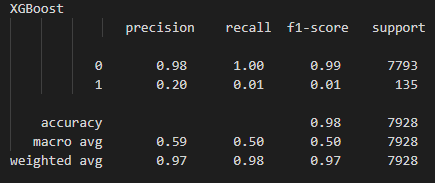 XGBoost
precision recall f1-score support
0 0.98 1.00 0.99 7793
1 0.20 0.01 0.01 135
accuracy 0.98 7928
macro avg 0.59 0.50 0.50 7928
weighted avg 0.97 0.98 0.97 7928